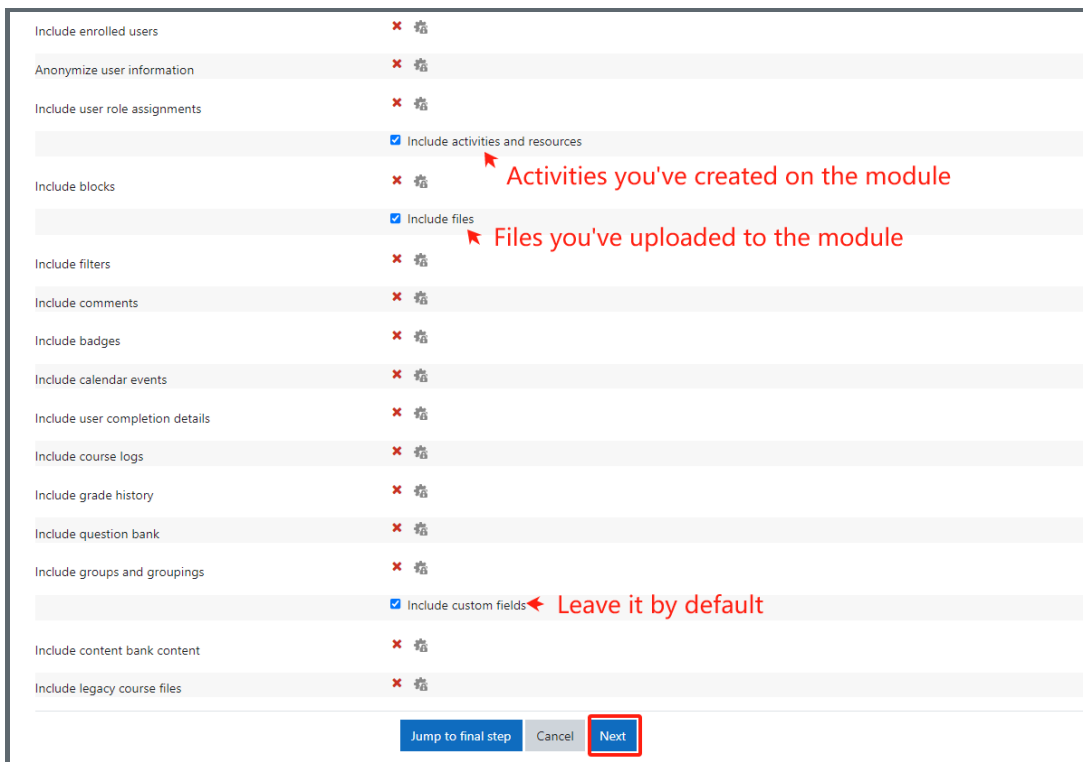 Include enrolled users
Anonymize user information
Include user role assignments
Include activities and resources
Activities you've created on the module
Include blocks
Include files
Files you've uploaded to the module
Include filters
Include comments
Include badges
Include calendar events
Include user completion details
Include course logs
Include grade history
Include question bank
Include groups and groupings
Include custom fields Leave it by default
Include content bank content
Include legacy course files
Jump to final step Cancel Next